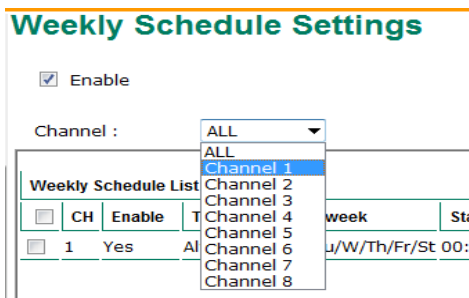 Weekly Schedule Settings
Enable
Channel : ALL
ALL
Channel 1
Channel 2
Channel 3
Channel 4
Channel 5
Channel 6
Channel 7
Channel 8
Weekly Schedule List
CH Enable week
1 Yes /W/Th/Fr/St 00: